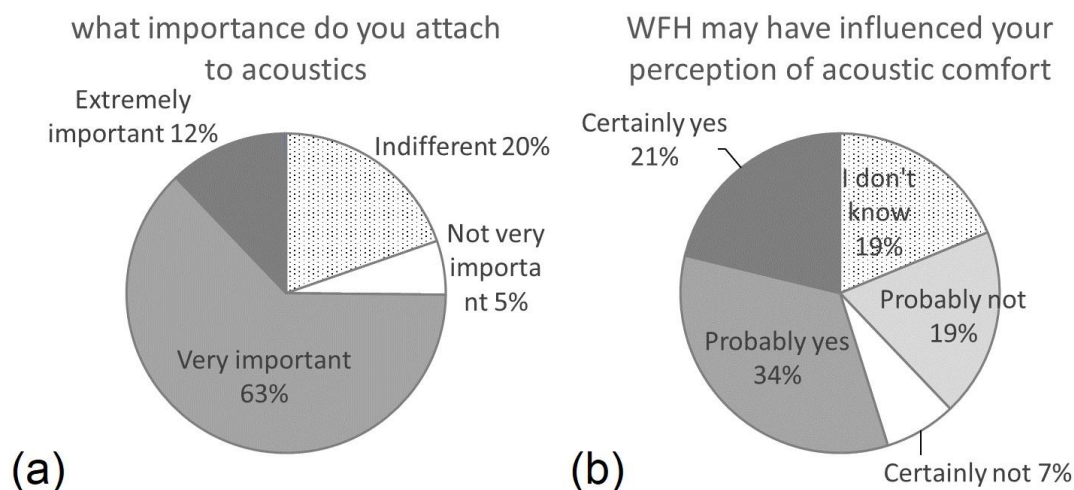 what importance do you attach
to acoustics
Extremely
important 12%
Indifferent 20%
Not very
importa
nt 5%
Very important
63%
(a)
WFH may have influenced your
perception of acoustic comfort
Certainly yes
21%
I don't
know
19%
Probably not
19%
Probably yes
34%
Certainly not 7%
(b)